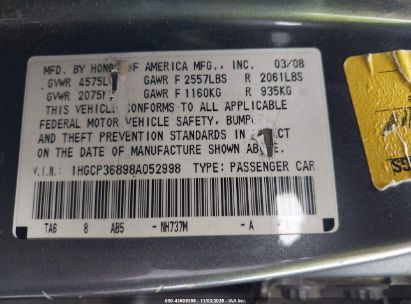 MFD. BY HONDA OF AMERICA MFG., INC. 03/08
GVWR 4575LBS GAWR F 2557LBS R 2061LBS
GVWR 2075KG GAWR F 1160KG R 935KG
THIS VEHICLE CONFORMS TO ALL APPLICABLE
FEDERAL MOTOR VEHICLE SAFETY, BUMPER,
AND THEFT PREVENTION STANDARDS IN EFFECT
ON THE DATE OF MANUFACTURE SHOWN ABOVE.
V.I.N.: 1HGCP36898A052998 TYPE: PASSENGER CAR
TA6 8 AB5 - NH737M - A - A